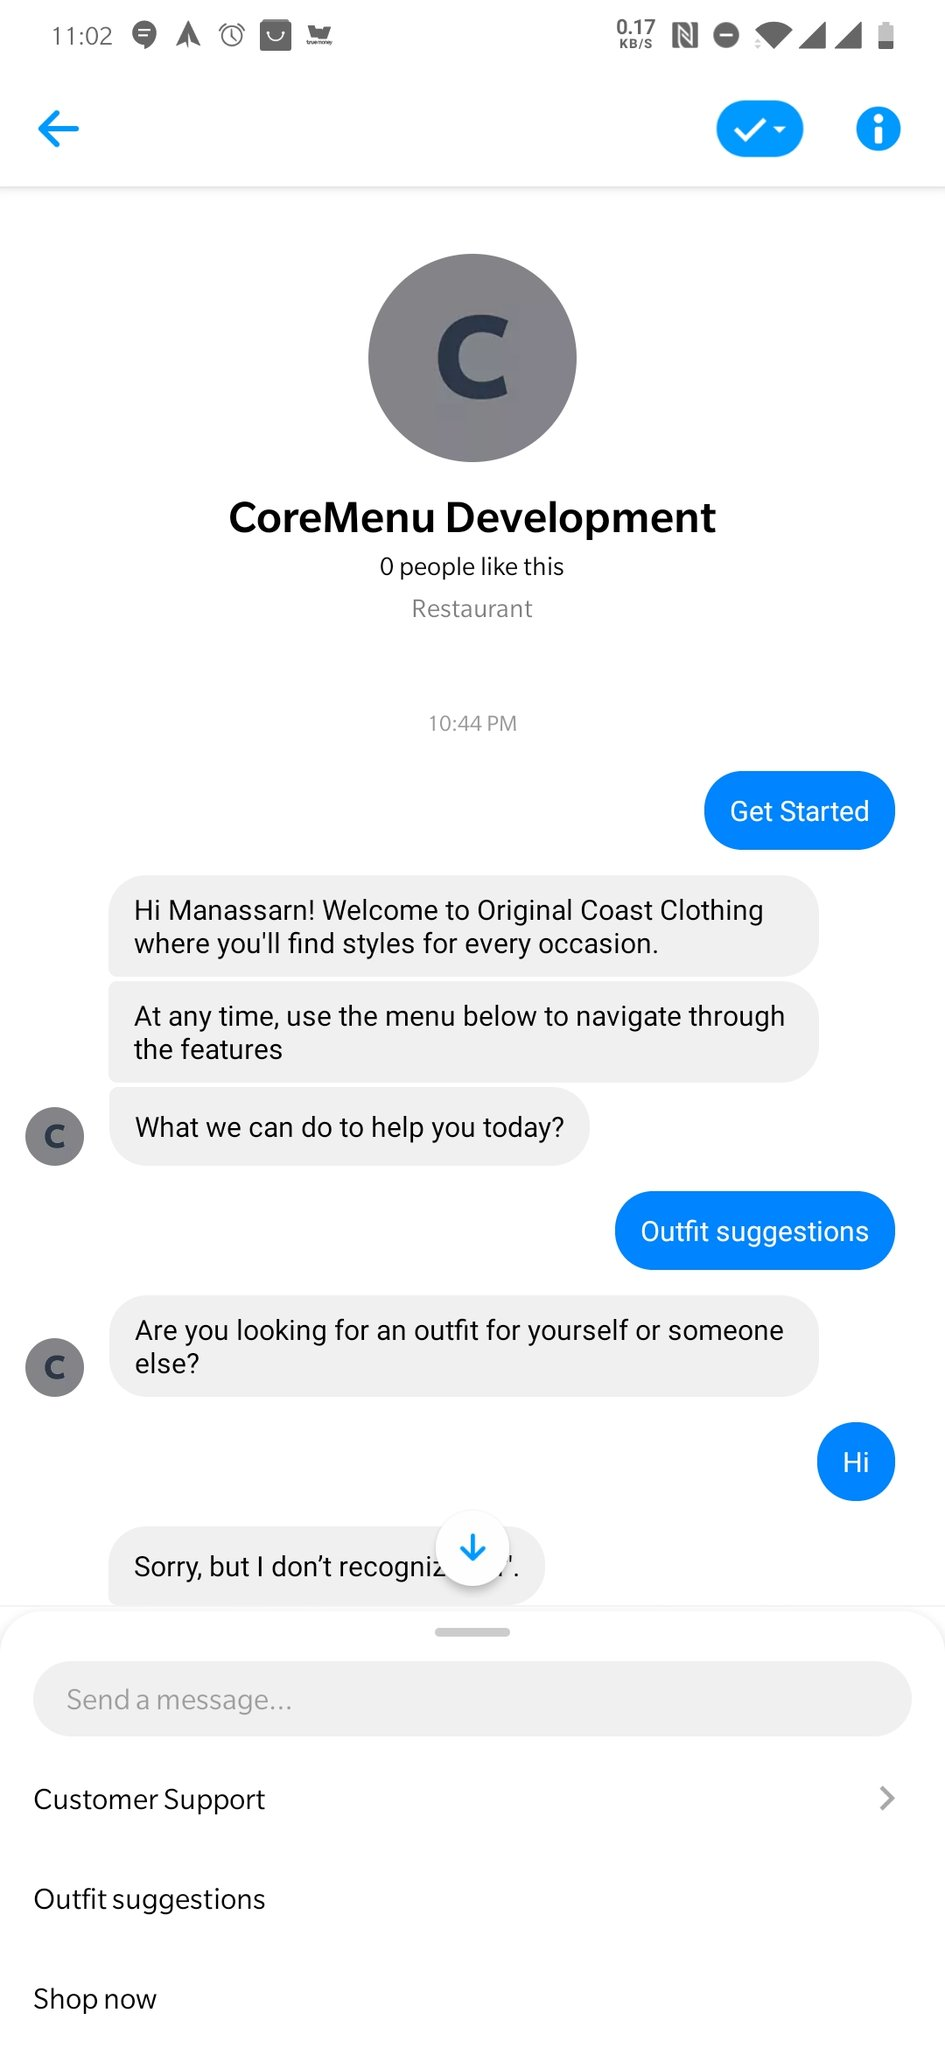 11:02
0.17
KB/S
C
CoreMenu Development
0 people like this
Restaurant
10:44 PM
Get Started
Hi Manassarn! Welcome to Original Coast Clothing
where you'll find styles for every occasion.
At any time, use the menu below to navigate through
the features
What we can do to help you today?
C
Outfit suggestions
Are you looking for an outfit for yourself or someone
else?
C
Hi
Sorry, but I don’t
Send a message...
Customer Support
Outfit suggestions
Shop now